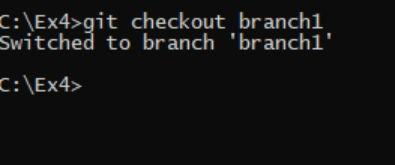 C:\Ex4>git checkout branch1
Switched to branch 'branch1'
C:\Ex4>